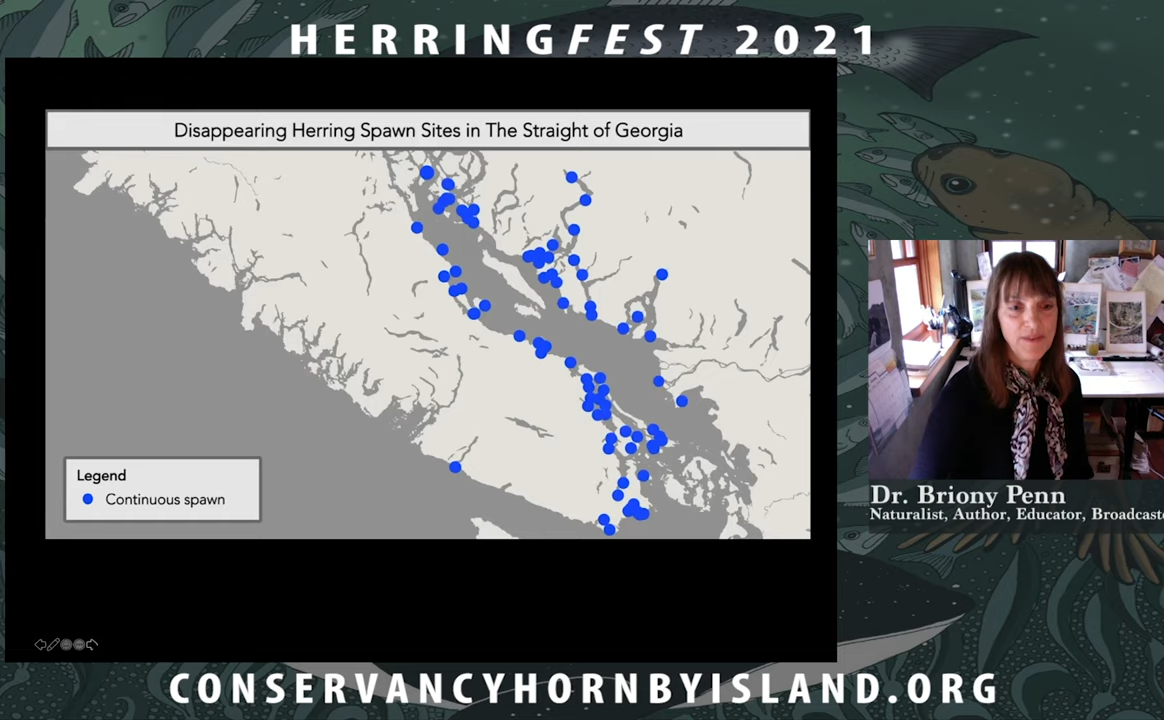 HERRINGFEST 2021
Disappearing Herring Spawn Sites in The Straight of Georgia
Legend
Continuous spawn
Dr. Briony Penn
Naturalist, Author, Educator, Broadcaste
CONSERVANCYHORNBYISLAND.ORG